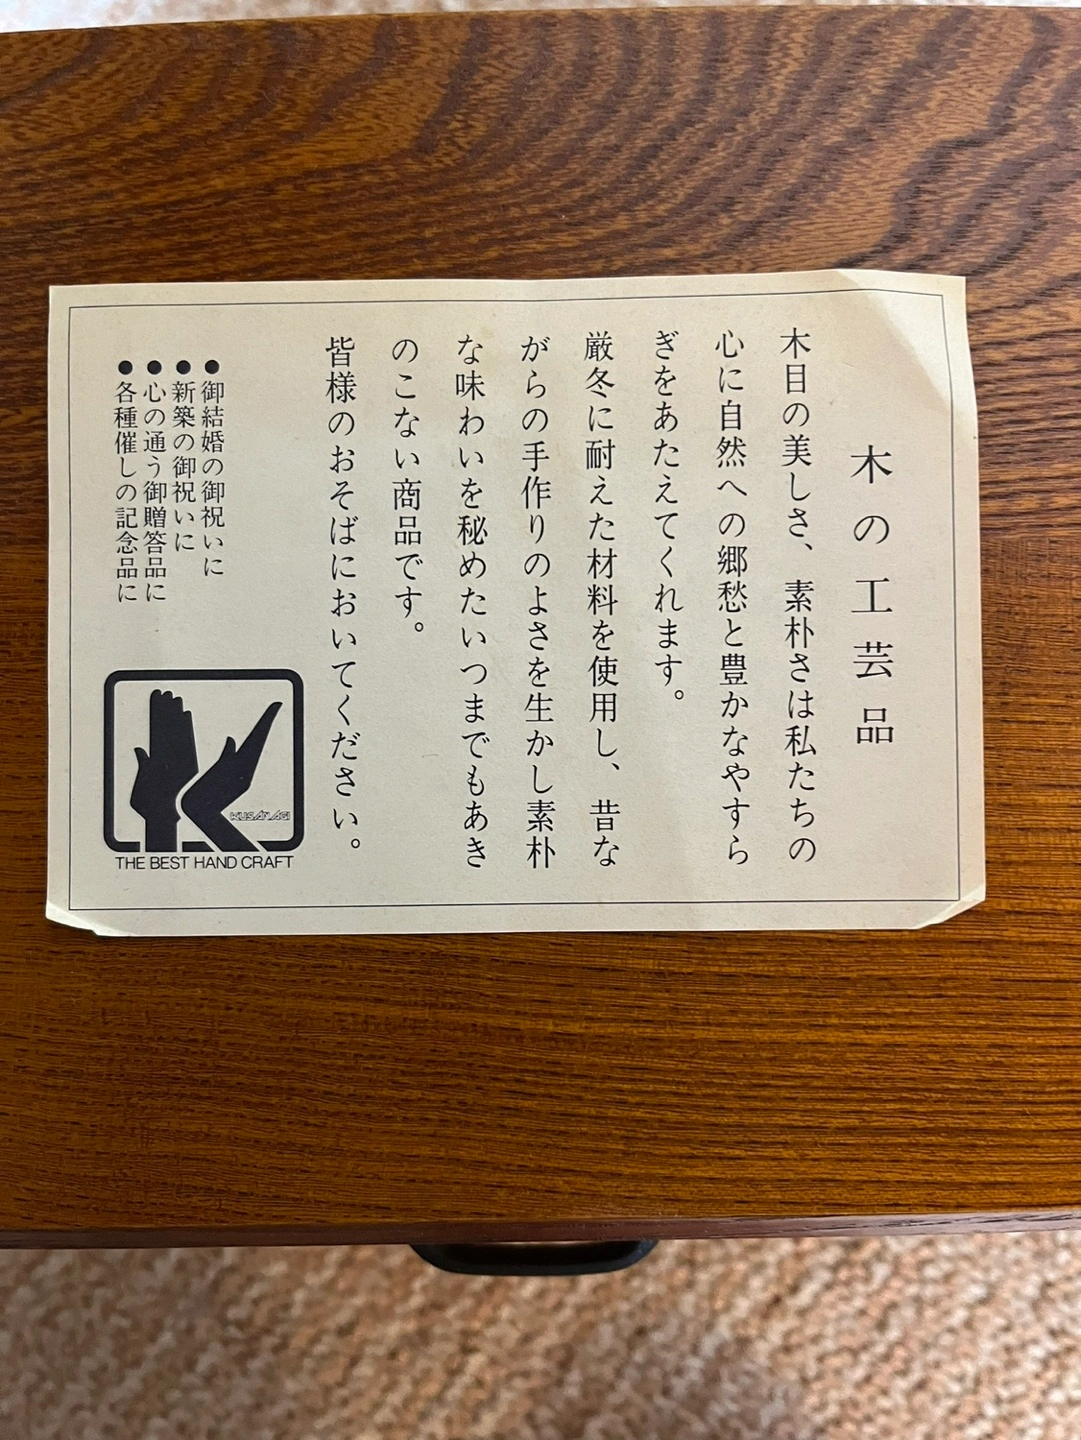 木の工芸品
木目の美しさ、素朴さは私たちの
心に自然への郷愁と豊かなやすら
ぎをあたえてくれます。
厳冬に耐えた材料を使用し、昔な
がらの手作りのよさを生かし素朴
な味わいを秘めたいつまでもあき
のこない商品です。
皆様のおそばにおいてください。
●御結婚の御祝いに
●新築の御祝いに
●心の通う御贈答品に
●各種催しの記念品に
KUSANAGI
THE BEST HAND CRAFT